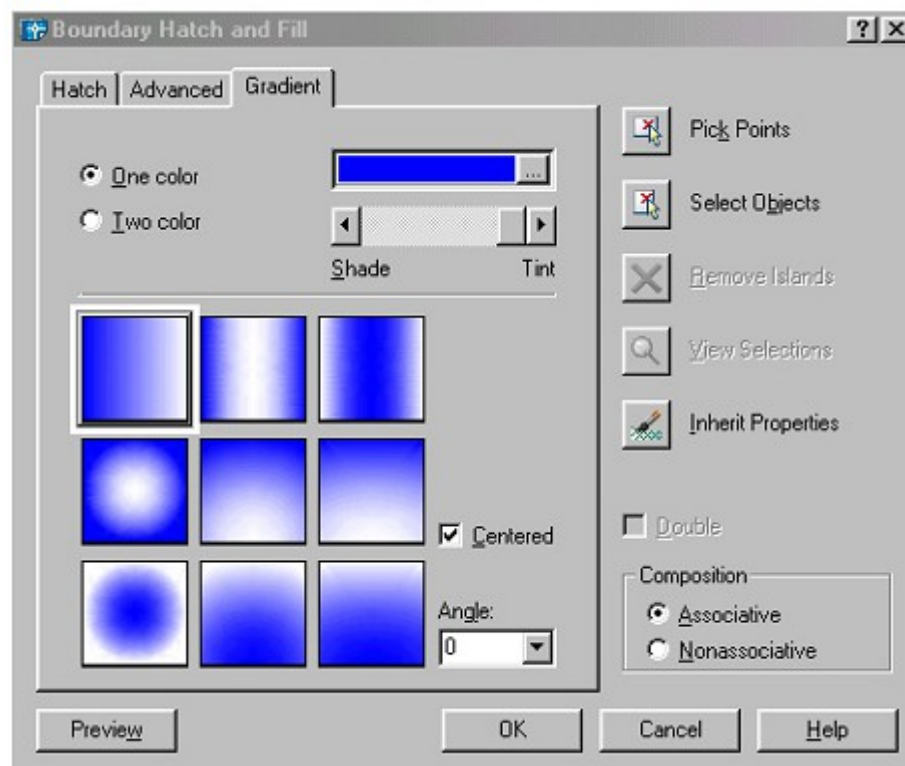 Boundary Hatch and Fill
Hatch Advanced Gradient
One color
...
Two color
Shade Tint
Centered
Angle:
0
Pick Points
Select Objects
Remove Islands
View Selections
Inherit Properties
Double
Composition
Associative
Nonassociative
Preview OK Cancel Help